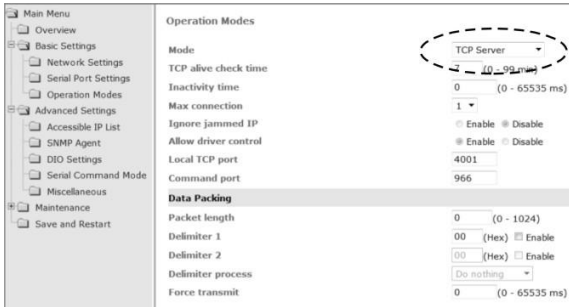 Main Menu
Overview
Basic Settings
Network Settings
Serial Port Settings
Operation Modes
Advanced Settings
Accessible IP List
SNMP Agent
DIO Settings
Serial Command Mode
Miscellaneous
Maintenance
Save and Restart
Operation Modes
Mode TCP Server
TCP alive check time 7 (0 - 99 min)
Inactivity time 0 (0 - 65535 ms)
Max connection 1
Ignore jammed IP Enable Disable
Allow driver control Enable Disable
Local TCP port 4001
Command port 966
Data Packing
Packet length 0 (0 - 1024)
Delimiter 1 00 (Hex) Enable
Delimiter 2 00 (Hex) Enable
Delimiter process Do nothing
Force transmit 0 (0 - 65535 ms)